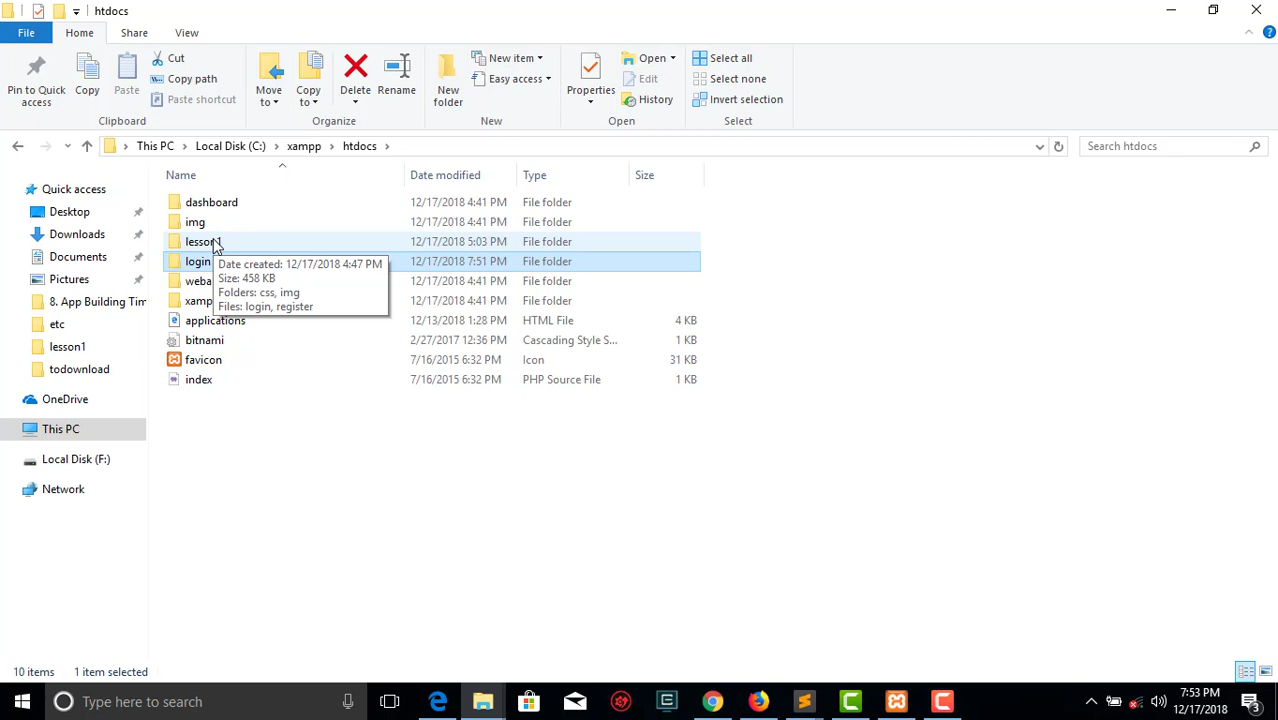 htdocs
File Home Share View
Pin to Quick access
Copy
Paste
Cut
Copy path
Paste shortcut
Clipboard
Move to
Copy to
Delete
Rename
Organize
New folder
New item
Easy access
New
Properties
Open
Edit
History
Open
Select all
Select none
Invert selection
Select
This PC Local Disk (C:) xampp htdocs
Search htdocs
Name Date modified Type Size
Quick access
Desktop
Downloads
Documents
Pictures
8. App Building Tim
etc
lesson1
todownload
OneDrive
This PC
Local Disk (F:)
Network
dashboard 12/17/2018 4:41 PM File folder
img 12/17/2018 4:41 PM File folder
lesson1 12/17/2018 5:03 PM File folder
login 12/17/2018 7:51 PM File folder
weba 12/17/2018 4:41 PM File folder
xamp 12/17/2018 4:41 PM File folder
applications 12/13/2018 1:28 PM HTML File 4 KB
bitnami 2/27/2017 12:36 PM Cascading Style S... 1 KB
favicon 7/16/2015 6:32 PM Icon 31 KB
index 7/16/2015 6:32 PM PHP Source File 1 KB
Date created: 12/17/2018 4:47 PM
Size: 458 KB
Folders: css, img
Files: login, register
10 items 1 item selected
Type here to search
7:53 PM
12/17/2018
3